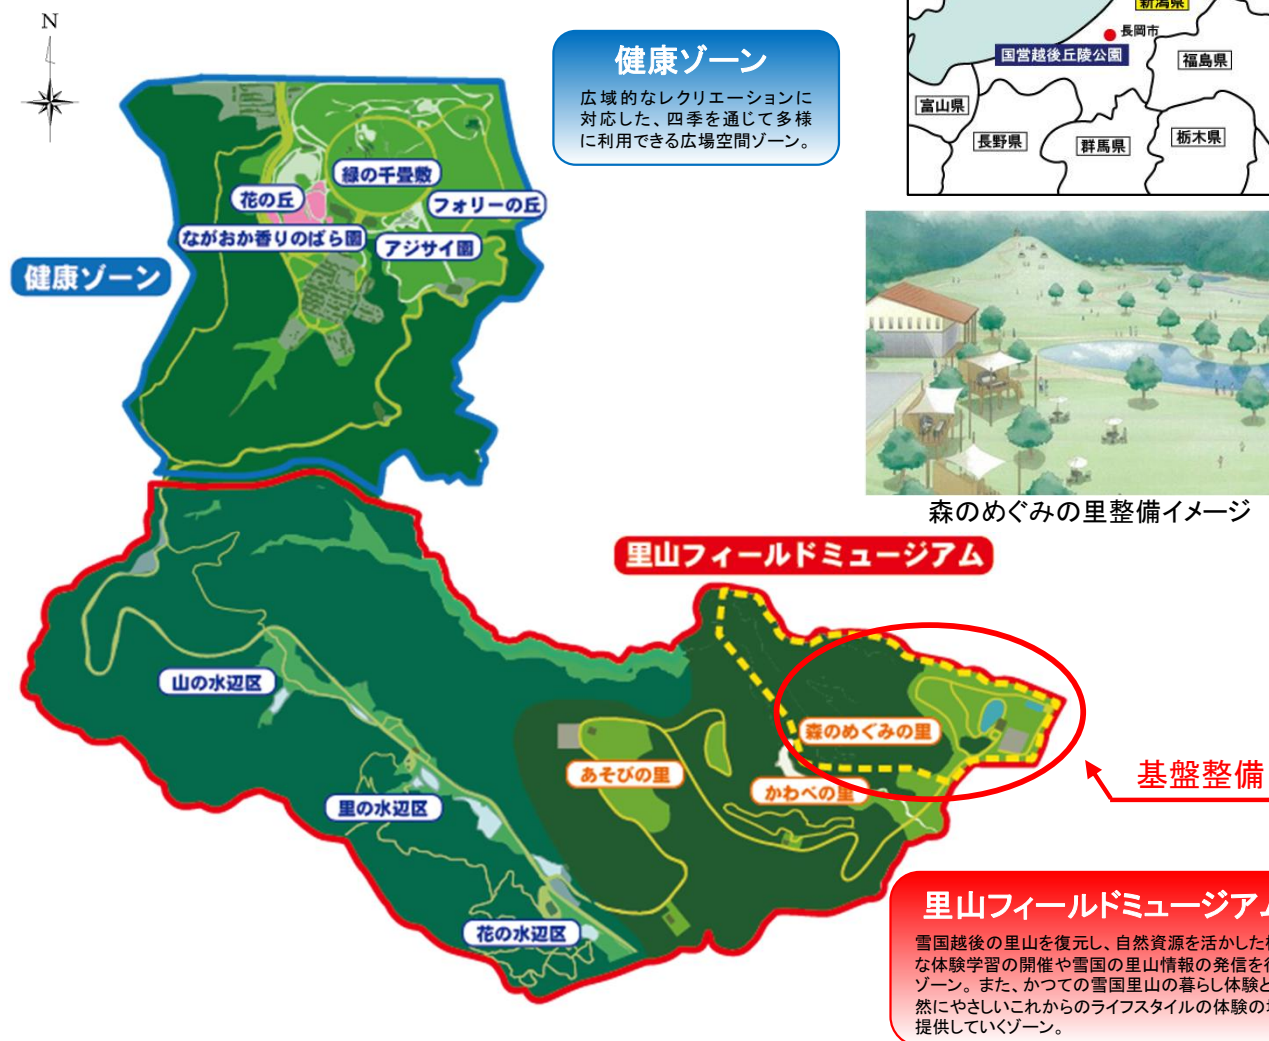 N
健康ゾーン
広域的なレクリエーションに
対応した、四季を通じて多様
に利用できる広場空間ゾーン。
新潟県
長岡市
国営越後丘陵公園
福島県
富山県
長野県
群馬県
栃木県
緑の千畳敷
花の丘
フォリーの丘
ながおか香りのばら園
アジサイ園
健康ゾーン
森のめぐみの里整備イメージ
里山フィールドミュージアム
山の水辺区
森のめぐみの里
あそびの里
かわべの里
里の水辺区
花の水辺区
基盤整備
里山フィールドミュージアム
雪国越後の里山を復元し、自然資源を活かした
な体験学習の開催や雪国の里山情報の発信を
ゾーン。また、かつての雪国里山の暮らし体験と
然にやさしいこれからのライフスタイルの体験の
提供していくゾーン。